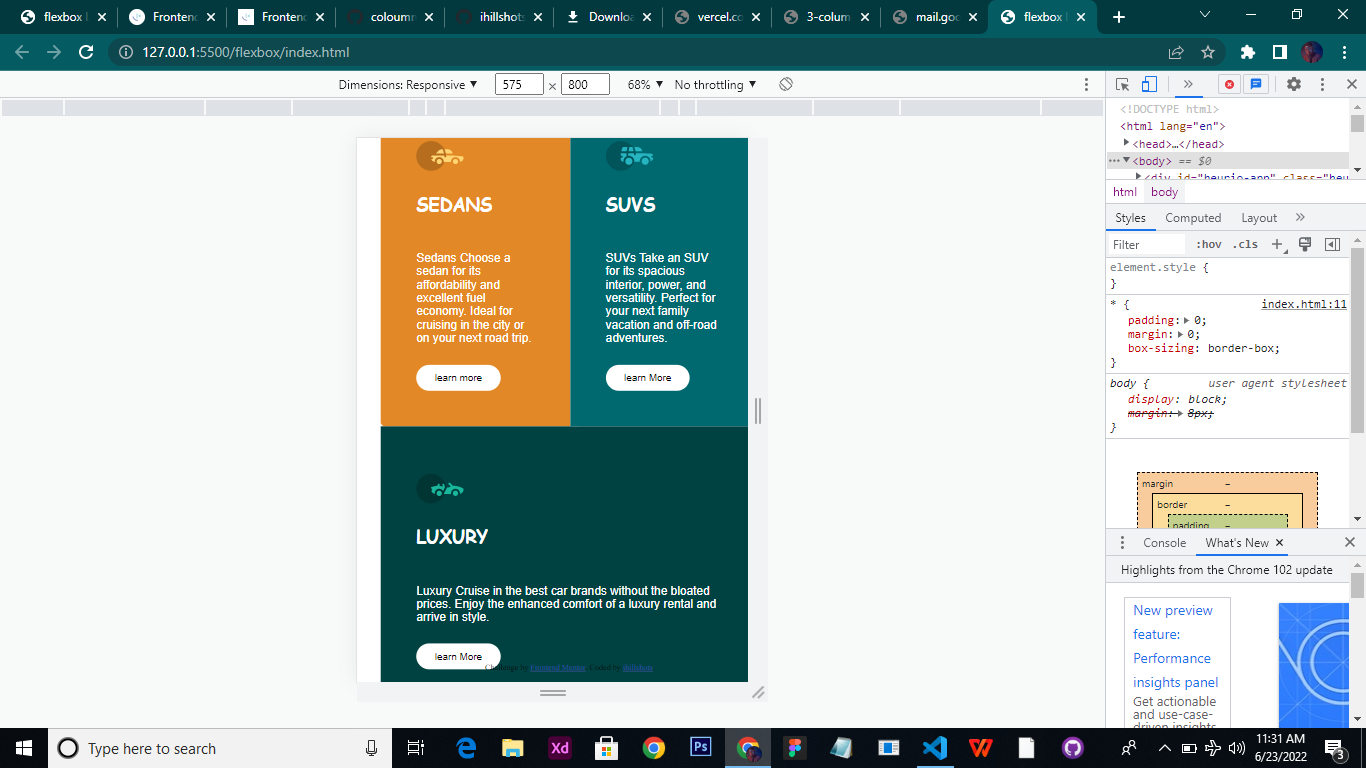 flexbox
Frontend
Frontend
coloumn
ihillshots
Downloa
vercel.co
3-colum
mail.goo
flexbox
127.0.0.1:5500/flexbox/index.html
Dimensions: Responsive
575 × 800
68%
No throttling
<!DOCTYPE html>
<html lang="en">
<head>…</head>
<body> == $0
<div id="heurio-app" class="heu
html body
Styles Computed Layout
Filter :hov .cls
element.style {
}
* { index.html:11
padding: 0;
margin: 0;
box-sizing: border-box;
}
body { user agent stylesheet
display: block;
margin: 8px;
}
margin –
border –
padding –
Console What's New
Highlights from the Chrome 102 update
New preview
feature:
Performance
insights panel
Get actionable
and use-case-
driven insights
SEDANS
Sedans Choose a
sedan for its
affordability and
excellent fuel
economy. Ideal for
cruising in the city or
on your next road trip.
learn more
SUVS
SUVs Take an SUV
for its spacious
interior, power, and
versatility. Perfect for
your next family
vacation and off-road
adventures.
learn More
LUXURY
Luxury Cruise in the best car brands without the bloated
prices. Enjoy the enhanced comfort of a luxury rental and
arrive in style.
learn More
Challenge by Frontend Mentor. Coded by ihillshots
Type here to search
Xd
Ps
11:31 AM
6/23/2022
3